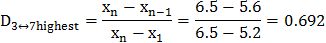 D₃↔₇highest = (xₙ − xₙ₋₁)/(xₙ − x₁) = (6.5 − 5.6)/(6.5 − 5.2) = 0.692